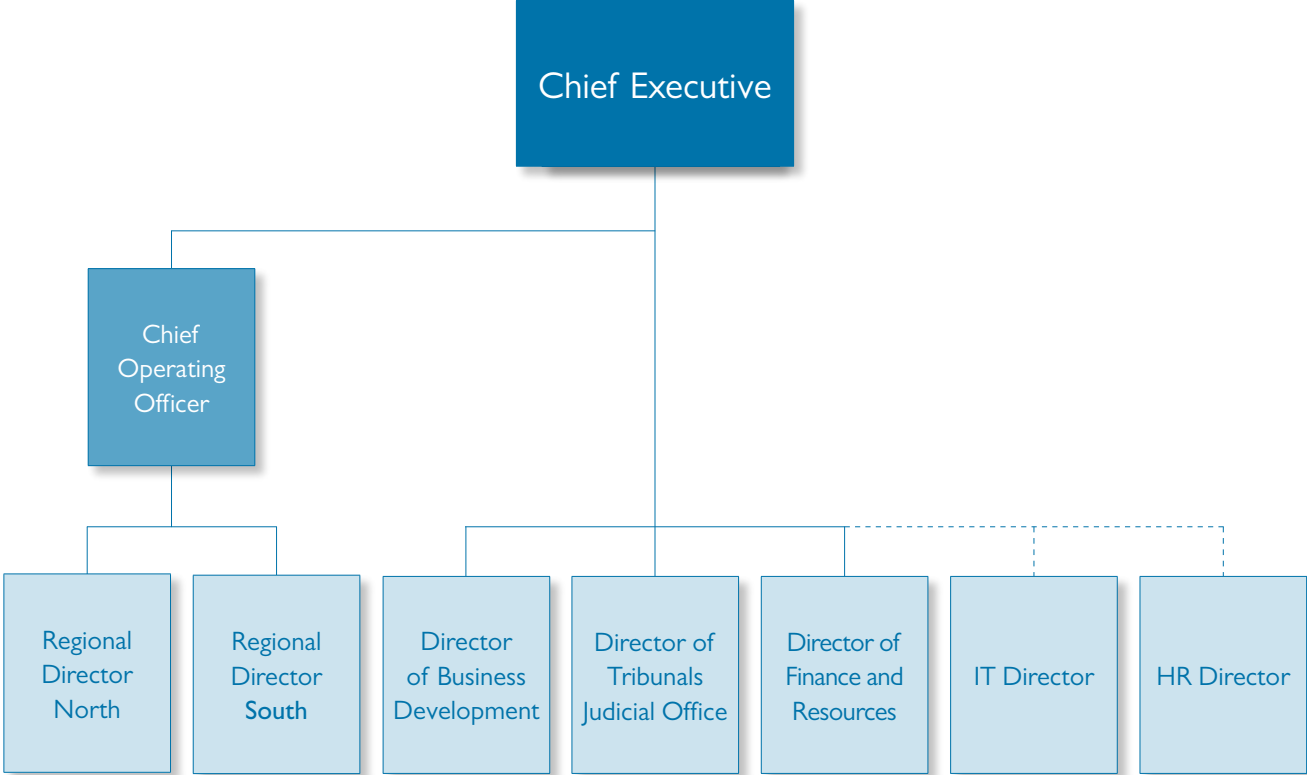 Chief Executive
Chief
Operating
Officer
Regional
Director
North
Regional
Director
South
Director
of Business
Development
Director of
Tribunals
Judicial Office
Director of
Finance and
Resources
IT Director
HR Director